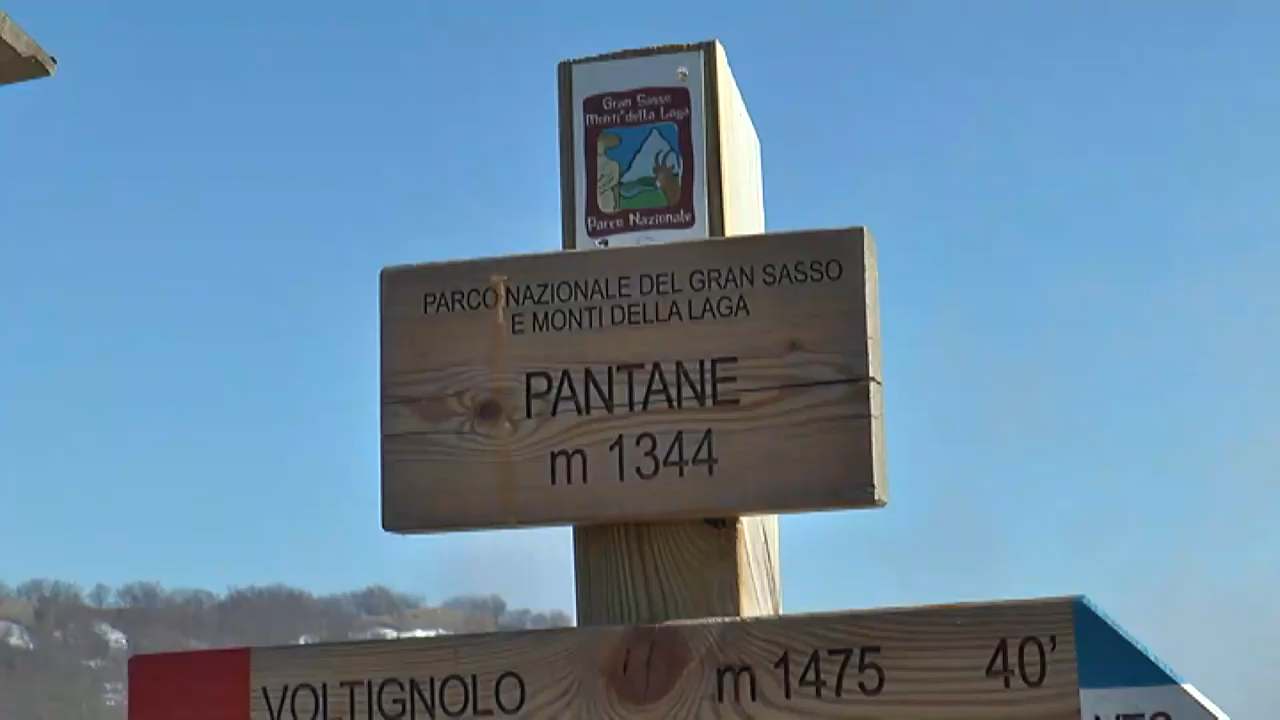 Gran Sasso
Monti della Laga
Parco Nazionale
PARCO NAZIONALE DEL GRAN SASSO
E MONTI DELLA LAGA
PANTANE
m 1344
VOLTIGNOLO m 1475 40'